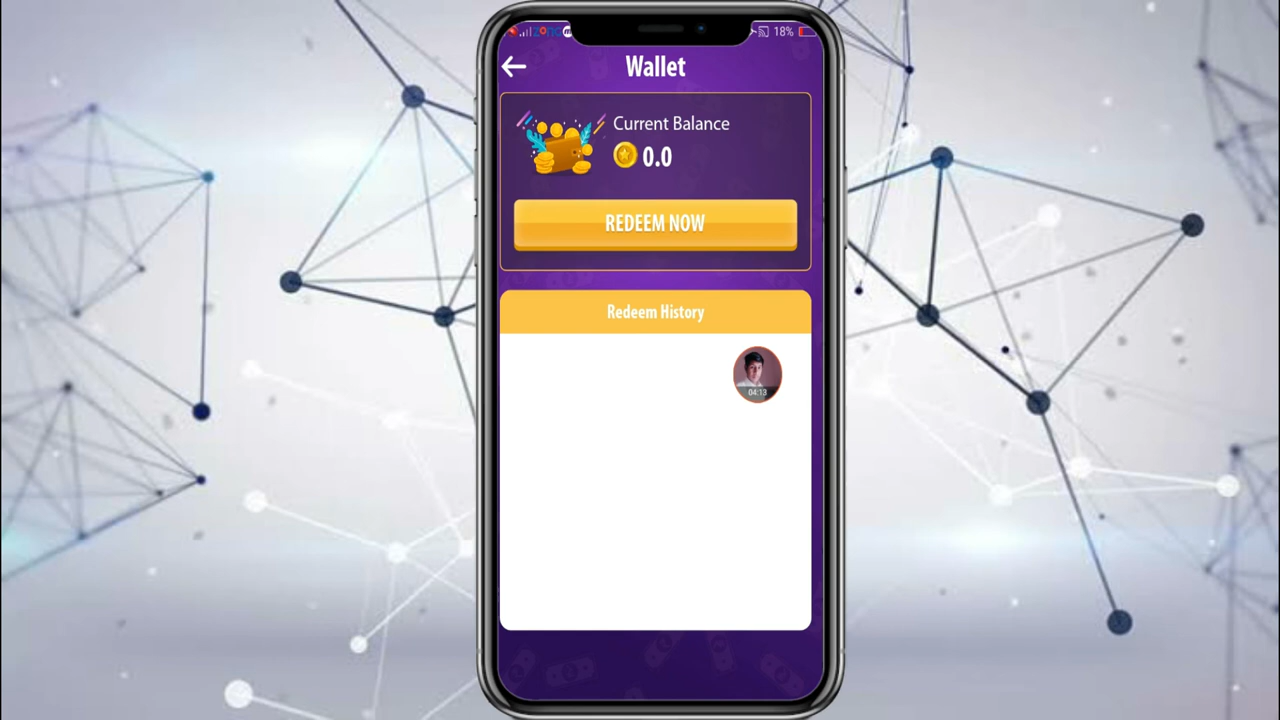 18%
Wallet
Current Balance
0.0
REDEEM NOW
Redeem History
04:13